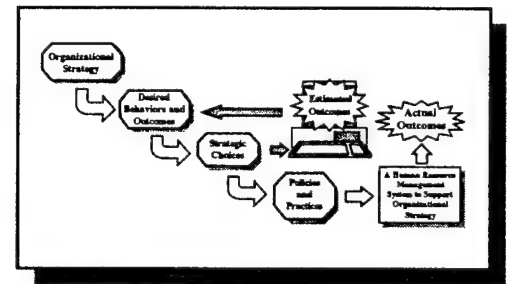 Organizational
Strategy
Desired
Behaviors and
Outcomes
Estimated
Outcomes
Actual
Outcomes
Strategic
Choices
Policies
and
Practices
A Human Resource
Management
System to Support
Organizational
Strategy